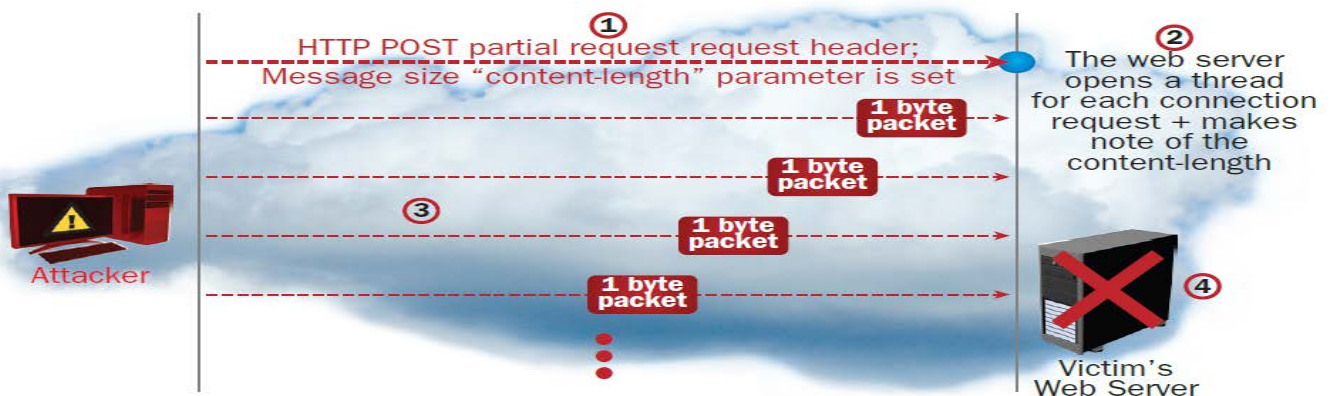 1
HTTP POST partial request request header;
Message size “content-length” parameter is set
2
The web server
opens a thread
for each connection
request + makes
note of the
content-length
1 byte
packet
1 byte
packet
3
1 byte
packet
1 byte
packet
Attacker
4
Victim’s
Web Server